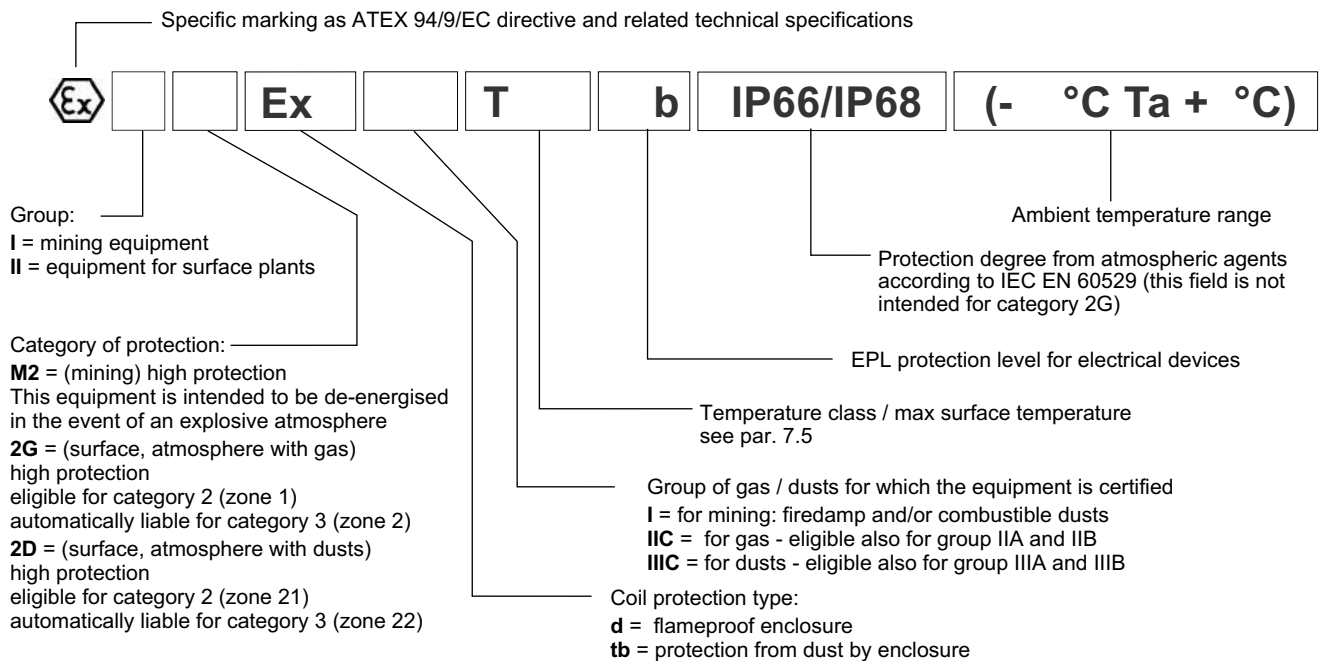 Specific marking as ATEX 94/9/EC directive and related technical specifications
Ex Ex T b IP66/IP68 (- °C Ta + °C)
Group:
I = mining equipment
II = equipment for surface plants
Ambient temperature range
Protection degree from atmospheric agents
according to IEC EN 60529 (this field is not
intended for category 2G)
Category of protection:
M2 = (mining) high protection
This equipment is intended to be de-energised
in the event of an explosive atmosphere
2G = (surface, atmosphere with gas)
high protection
eligible for category 2 (zone 1)
automatically liable for category 3 (zone 2)
2D = (surface, atmosphere with dusts)
high protection
eligible for category 2 (zone 21)
automatically liable for category 3 (zone 22)
EPL protection level for electrical devices
Temperature class / max surface temperature
see par. 7.5
Group of gas / dusts for which the equipment is certified
I = for mining: firedamp and/or combustible dusts
IIC = for gas - eligible also for group IIA and IIB
IIIC = for dusts - eligible also for group IIIA and IIIB
Coil protection type:
d = flameproof enclosure
tb = protection from dust by enclosure